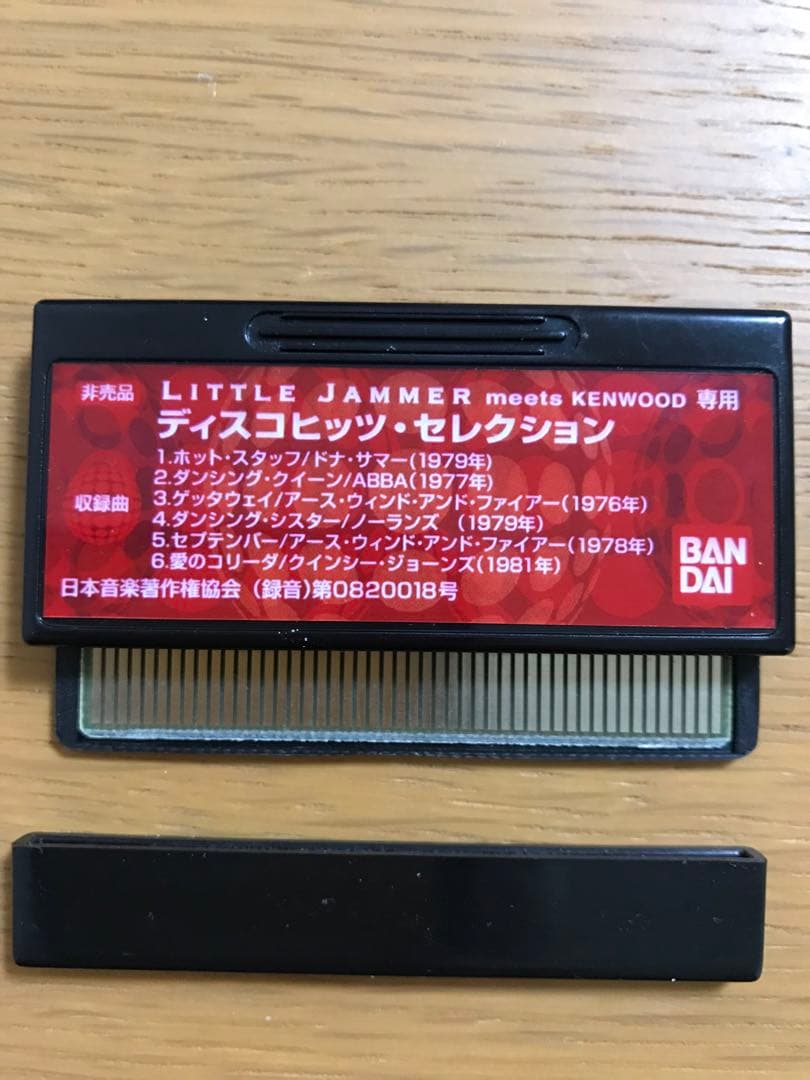 非売品 LITTLE JAMMER meets KENWOOD 専用
ディスコヒッツ・セレクション
収録曲
1.ホット・スタッフ/ドナ・サマー(1979年)
2.ダンシング・クイーン/ABBA(1977年)
3.ゲッタウェイ/アース・ウィンド・アンド・ファイアー(1976年)
4.ダンシング・シスター/ノーランズ (1979年)
5.セプテンバー/アース・ウィンド・アンド・ファイアー(1978年)
6.愛のコリーダ/クインシー・ジョーンズ(1981年)
日本音楽著作権協会 (録音)第0820018号
BAN
DAI